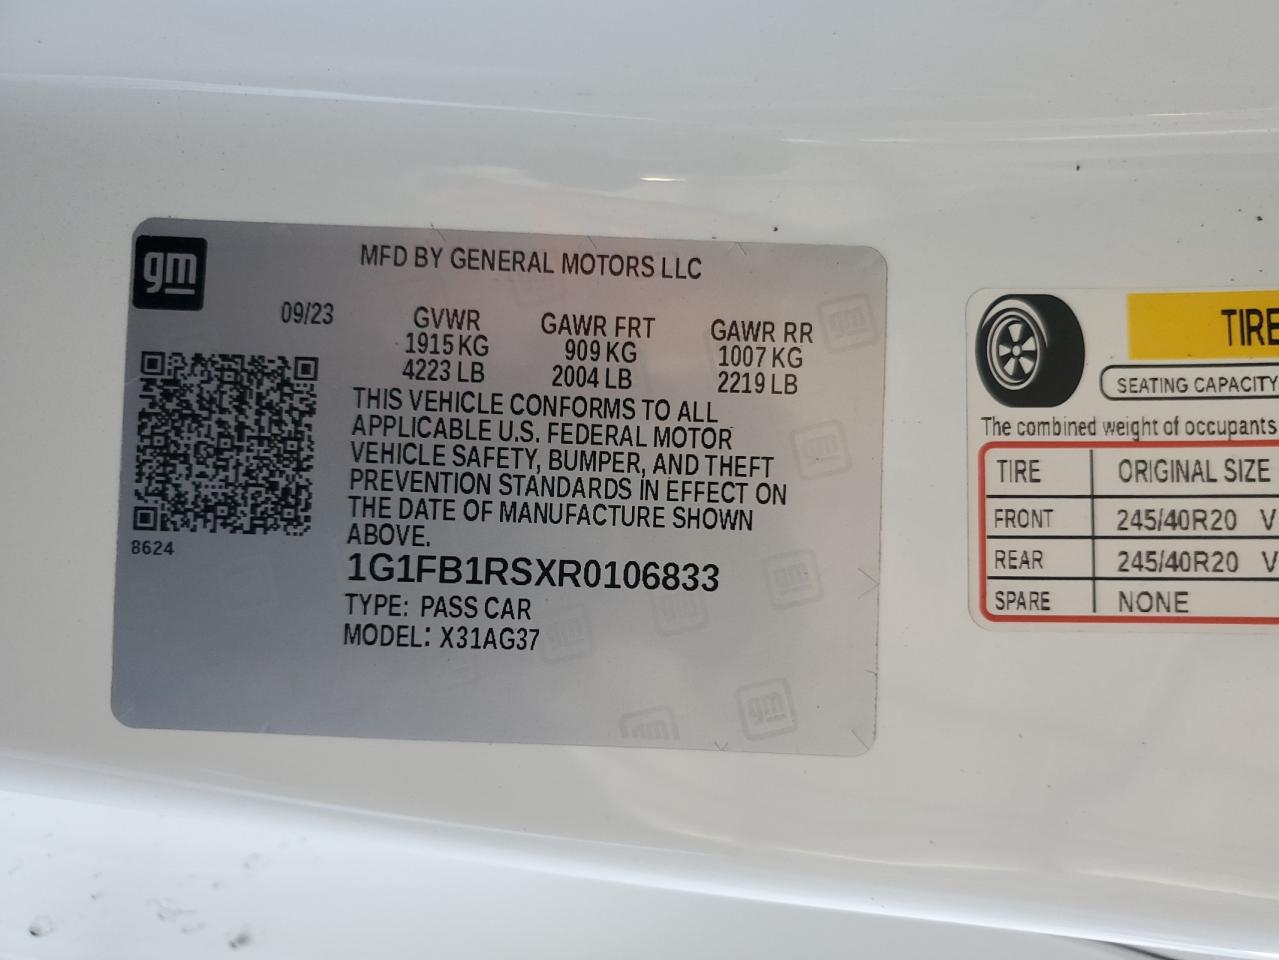 gm
MFD BY GENERAL MOTORS LLC
09/23
GVWR
1915 KG
4223 LB
GAWR FRT
909 KG
2004 LB
GAWR RR
1007 KG
2219 LB
THIS VEHICLE CONFORMS TO ALL
APPLICABLE U.S. FEDERAL MOTOR
VEHICLE SAFETY, BUMPER, AND THEFT
PREVENTION STANDARDS IN EFFECT ON
THE DATE OF MANUFACTURE SHOWN
ABOVE.
8624
1G1FB1RSXR0106833
TYPE: PASS CAR
MODEL: X31AG37
TIRE
SEATING CAPACITY
The combined weight of occupants
TIRE ORIGINAL SIZE
FRONT 245/40R20 V
REAR 245/40R20 V
SPARE NONE